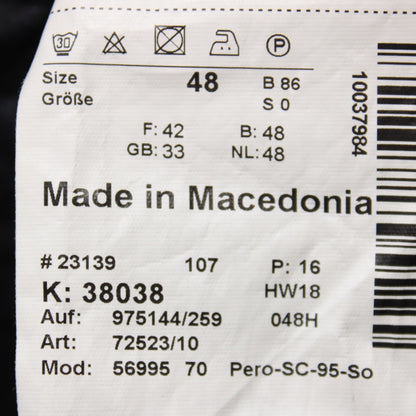 30 P
Size 48 B 86
Größe S 0
F: 42 B: 48
GB: 33 NL: 48
Made in Macedonia
# 23139 107 P: 16
K: 38038 HW18
Auf: 975144/259 048H
Art: 72523/10
Mod: 56995 70 Pero-SC-95-So
10037984